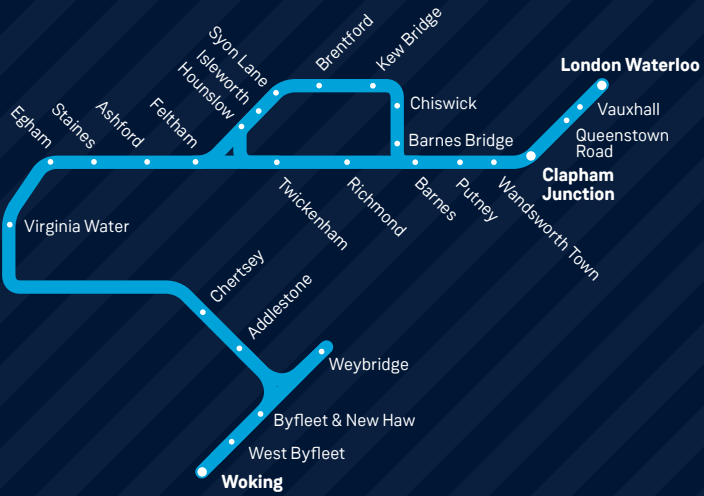 London Waterloo
Vauxhall
Queenstown
Road
Clapham
Junction
Wandsworth Town
Putney
Barnes
Barnes Bridge
Chiswick
Kew Bridge
Brentford
Syon Lane
Isleworth
Hounslow
Richmond
Twickenham
Feltham
Ashford
Staines
Egham
Virginia Water
Chertsey
Addlestone
Weybridge
Byfleet & New Haw
West Byfleet
Woking